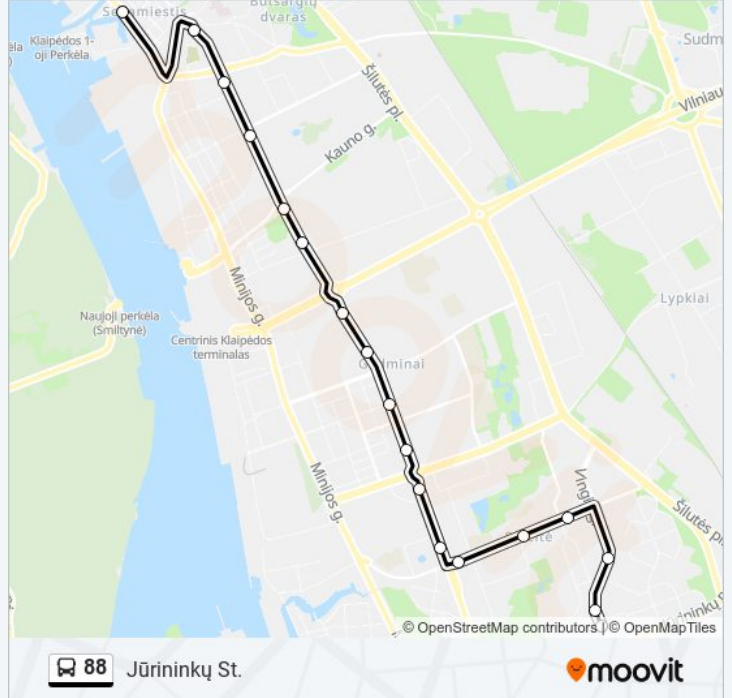 Senamiestis
Butsargių
dvaras
Klaipėdos 1-
oji Perkėla
Sudm
Šilutės pl.
Vilniau
Kauno g.
Minijos g.
Lypkiai
Naujoji perkėla
(Smiltynė)
Centrinis Klaipėdos
terminalas
Minijos g.
Šilutės pl.
© OpenStreetMap contributors | © OpenMapTiles
88 Jūrininkų St.
moovit